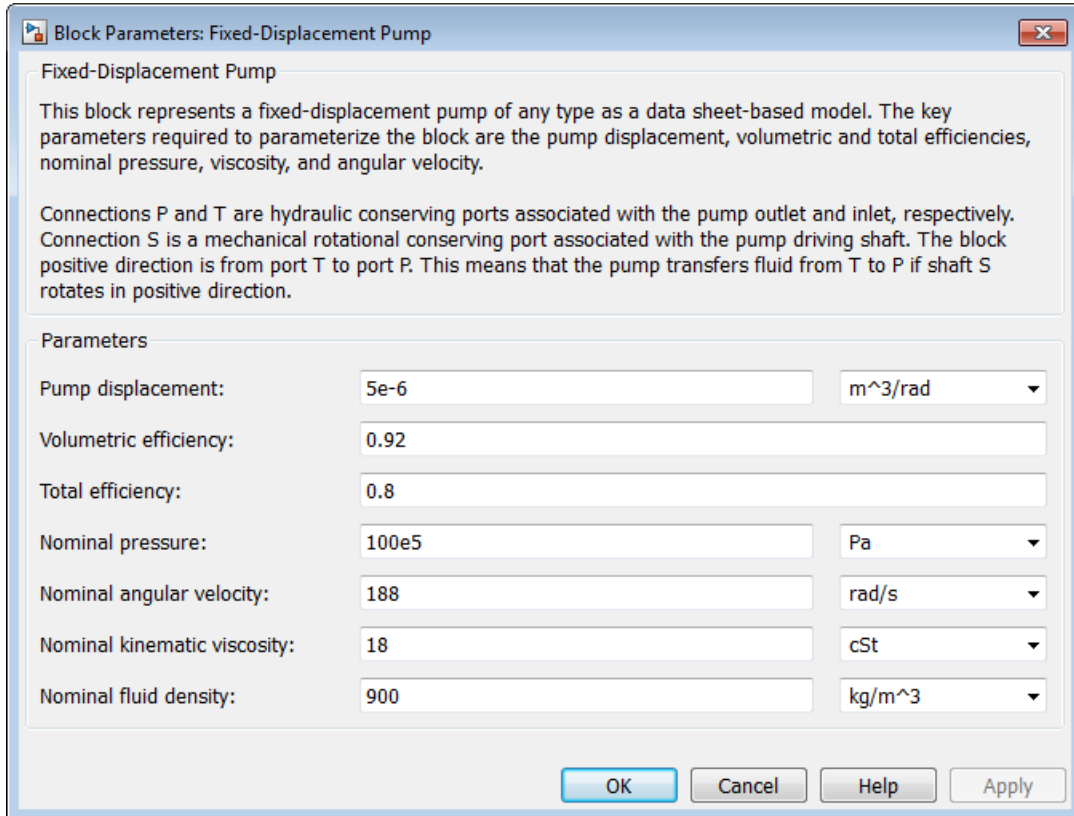 Block Parameters: Fixed-Displacement Pump
Fixed-Displacement Pump
This block represents a fixed-displacement pump of any type as a data sheet-based model. The key
parameters required to parameterize the block are the pump displacement, volumetric and total efficiencies,
nominal pressure, viscosity, and angular velocity.
Connections P and T are hydraulic conserving ports associated with the pump outlet and inlet, respectively.
Connection S is a mechanical rotational conserving port associated with the pump driving shaft. The block
positive direction is from port T to port P. This means that the pump transfers fluid from T to P if shaft S
rotates in positive direction.
Parameters
Pump displacement: 5e-6 m^3/rad
Volumetric efficiency: 0.92
Total efficiency: 0.8
Nominal pressure: 100e5 Pa
Nominal angular velocity: 188 rad/s
Nominal kinematic viscosity: 18 cSt
Nominal fluid density: 900 kg/m^3
OK Cancel Help Apply